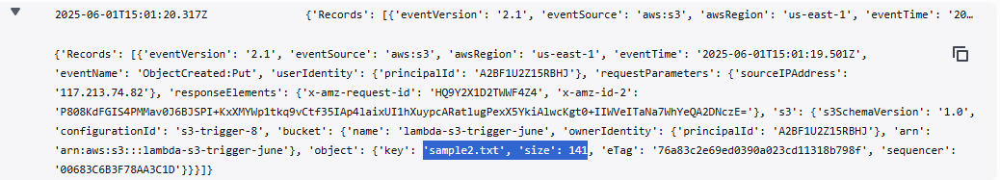 2025-06-01T15:01:20.317Z {'Records': [{'eventVersion': '2.1', 'eventSource': 'aws:s3', 'awsRegion': 'us-east-1', 'eventTime': '20…
{'Records': [{'eventVersion': '2.1', 'eventSource': 'aws:s3', 'awsRegion': 'us-east-1', 'eventTime': '2025-06-01T15:01:19.501Z',
'eventName': 'ObjectCreated:Put', 'userIdentity': {'principalId': 'A2BF1U2Z15RBHJ'}, 'requestParameters': {'sourceIPAddress':
'117.213.74.82'}, 'responseElements': {'x-amz-request-id': 'HQ9Y2X1D2TWWF4Z4', 'x-amz-id-2':
'P808KdFGIS4PMMav0J6BJSPI+KxXMYWp1tkq9vCtf35IAp4laixUI1hXuypcARatlugPexX5YkiAlwcKgt0+IIWVeITaNa7WhYeQA2DNczE='}, 's3': {'s3SchemaVersion': '1.0',
'configurationId': 's3-trigger-8', 'bucket': {'name': 'lambda-s3-trigger-june', 'ownerIdentity': {'principalId': 'A2BF1U2Z15RBHJ'}, 'arn':
'arn:aws:s3:::lambda-s3-trigger-june'}, 'object': {'key': 'sample2.txt', 'size': 141, 'eTag': '76a83c2e69ed0390a023cd11318b798f', 'sequencer':
'00683C6B3F78AA3C1D'}}}]}